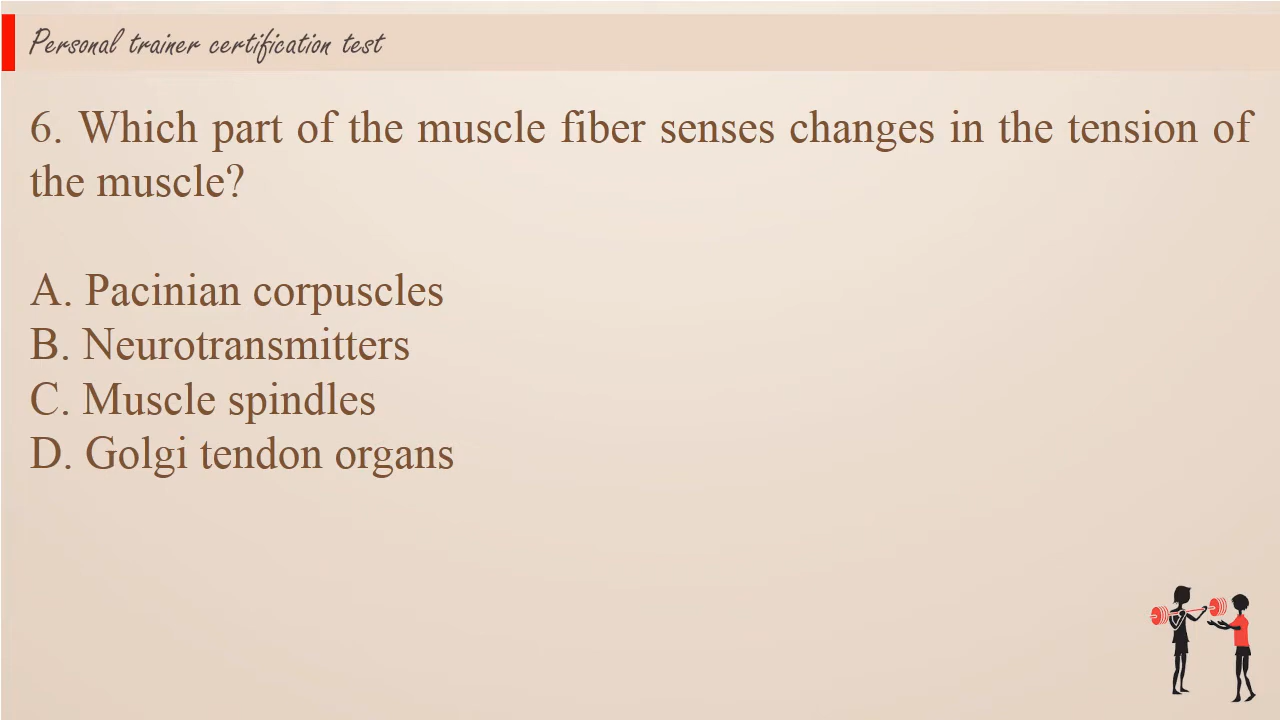 Personal trainer certification test
6. Which part of the muscle fiber senses changes in the tension of
the muscle?
A. Pacinian corpuscles
B. Neurotransmitters
C. Muscle spindles
D. Golgi tendon organs